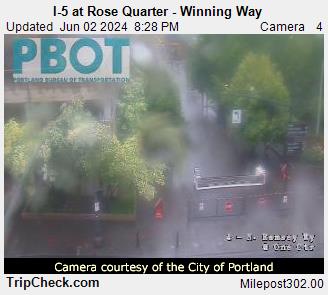 I-5 at Rose Quarter - Winning Way
Updated Jun 02 2024 8:28 PM Camera 4
PBOT
PORTLAND BUREAU OF TRANSPORTATION
Camera courtesy of the City of Portland
TripCheck.com Milepost302.00